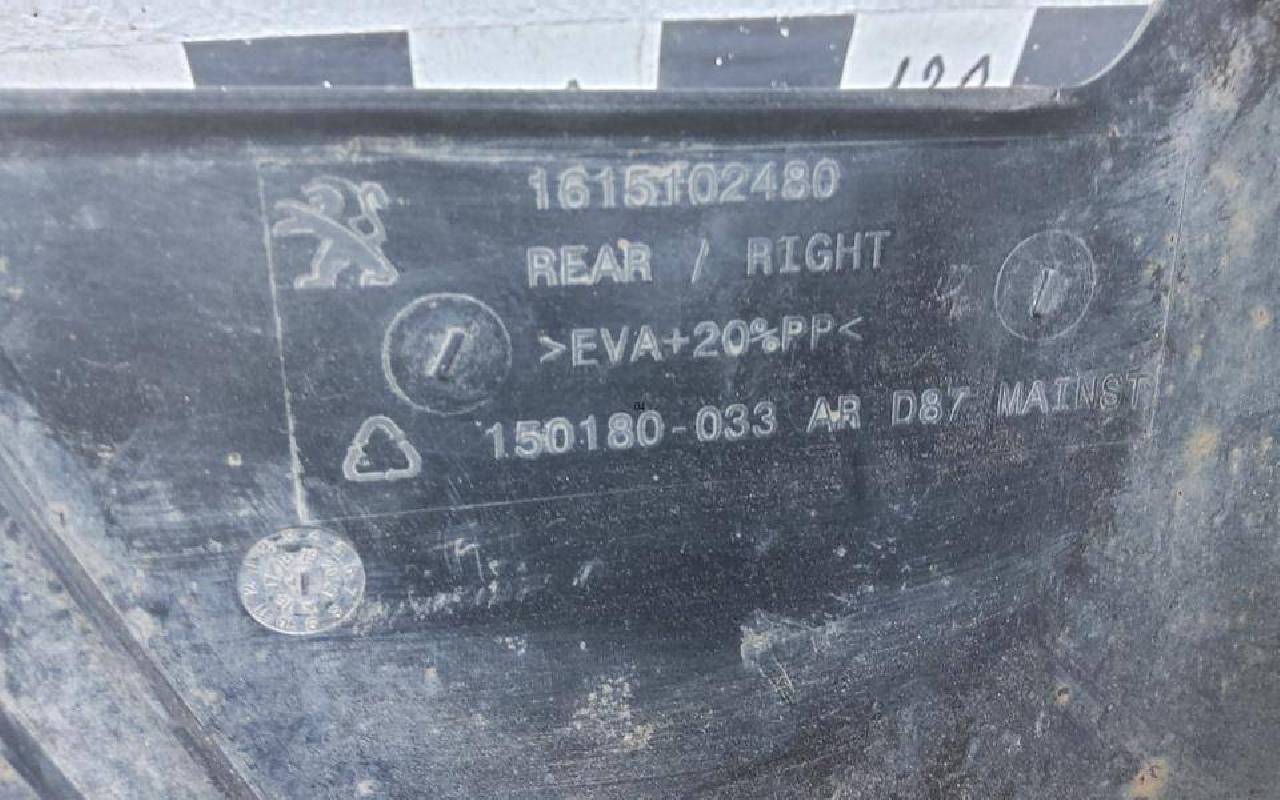 1615102480
REAR / RIGHT
>EVA+20%PP<
150180-033 AR D87 MAINST